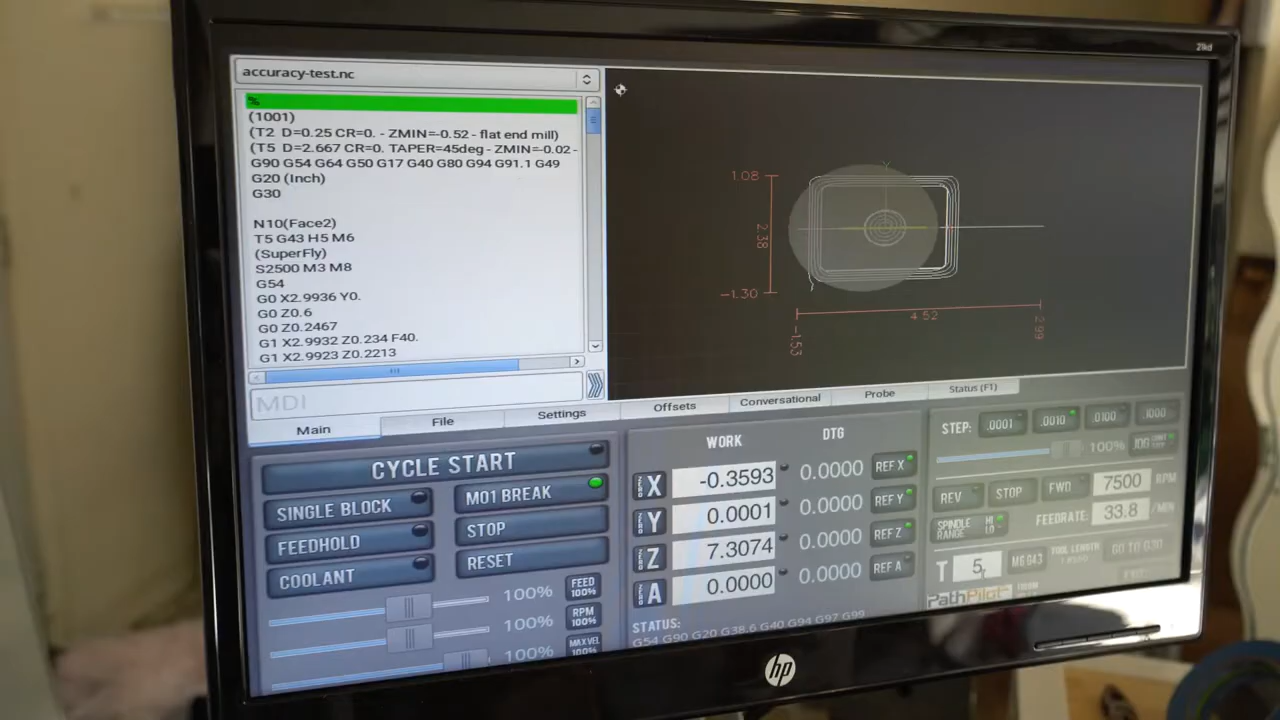 21kd
accuracy-test.nc
%
(1001)
(T2 D=0.25 CR=0. - ZMIN=-0.52 - flat end mill)
(T5 D=2.667 CR=0. TAPER=45deg - ZMIN=-0.02 -
G90 G54 G64 G50 G17 G40 G80 G94 G91.1 G49
G20 (Inch)
G30
N10(Face2)
T5 G43 H5 M6
(SuperFly)
S2500 M3 M8
G54
G0 X2.9936 Y0.
G0 Z0.6
G0 Z0.2467
G1 X2.9932 Z0.234 F40.
G1 X2.9923 Z0.2213
MDI
1.08
2.38
-1.30
-1.53
4.52
2.99
Main
File
Settings
Offsets
Conversational
Probe
Status (F1)
CYCLE START
SINGLE BLOCK
M01 BREAK
FEEDHOLD
STOP
COOLANT
RESET
100%
FEED 100%
100%
RPM 100%
100%
MAX VEL 100%
WORK
DTG
ZERO X -0.3593 0.0000 REF X
ZERO Y 0.0001 0.0000 REF Y
ZERO Z 7.3074 0.0000 REF Z
ZERO A 0.0000 0.0000 REF A
STATUS:
G54 G90 G20 G38.6 G40 G94 G97 G99
STEP: .0001 .0010 .0100 .1000
100% JOG
REV STOP FWD 7500 RPM
SPINDLE RANGE HI LO FEEDRATE: 33.8 /MIN
T 5 M6 G43 TOOL LENGTH GO TO G30
PathPilot
hp